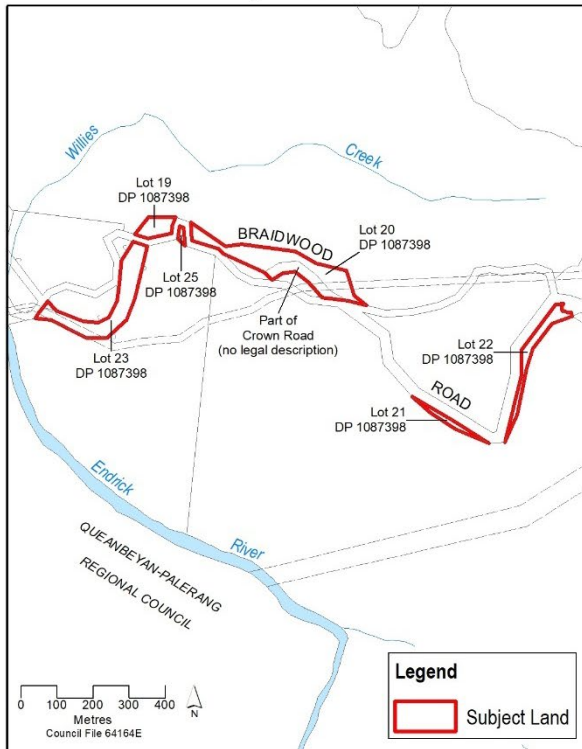 Willies
Creek
Lot 19
DP 1087398
BRAIDWOOD
Lot 20
DP 1087398
Lot 25
DP 1087398
Part of
Crown Road
(no legal description)
Lot 23
DP 1087398
Lot 22
DP 1087398
ROAD
Lot 21
DP 1087398
Endrick
River
QUEANBEYAN-PALERANG
REGIONAL COUNCIL
0 100 200 300 400
Metres
Council File 64164E
N
Legend
Subject Land